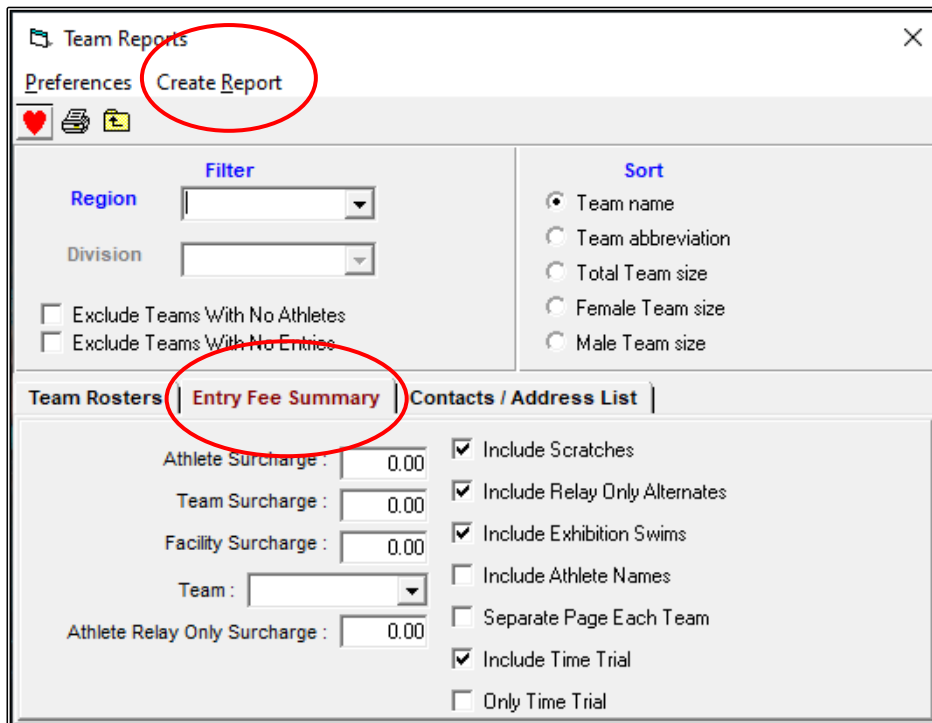 Team Reports
Preferences Create Report
Filter
Region
Division
Exclude Teams With No Athletes
Exclude Teams With No Entries
Sort
Team name
Team abbreviation
Total Team size
Female Team size
Male Team size
Team Rosters Entry Fee Summary Contacts / Address List
Athlete Surcharge : 0.00
Team Surcharge : 0.00
Facility Surcharge : 0.00
Team :
Athlete Relay Only Surcharge : 0.00
Include Scratches
Include Relay Only Alternates
Include Exhibition Swims
Include Athlete Names
Separate Page Each Team
Include Time Trial
Only Time Trial